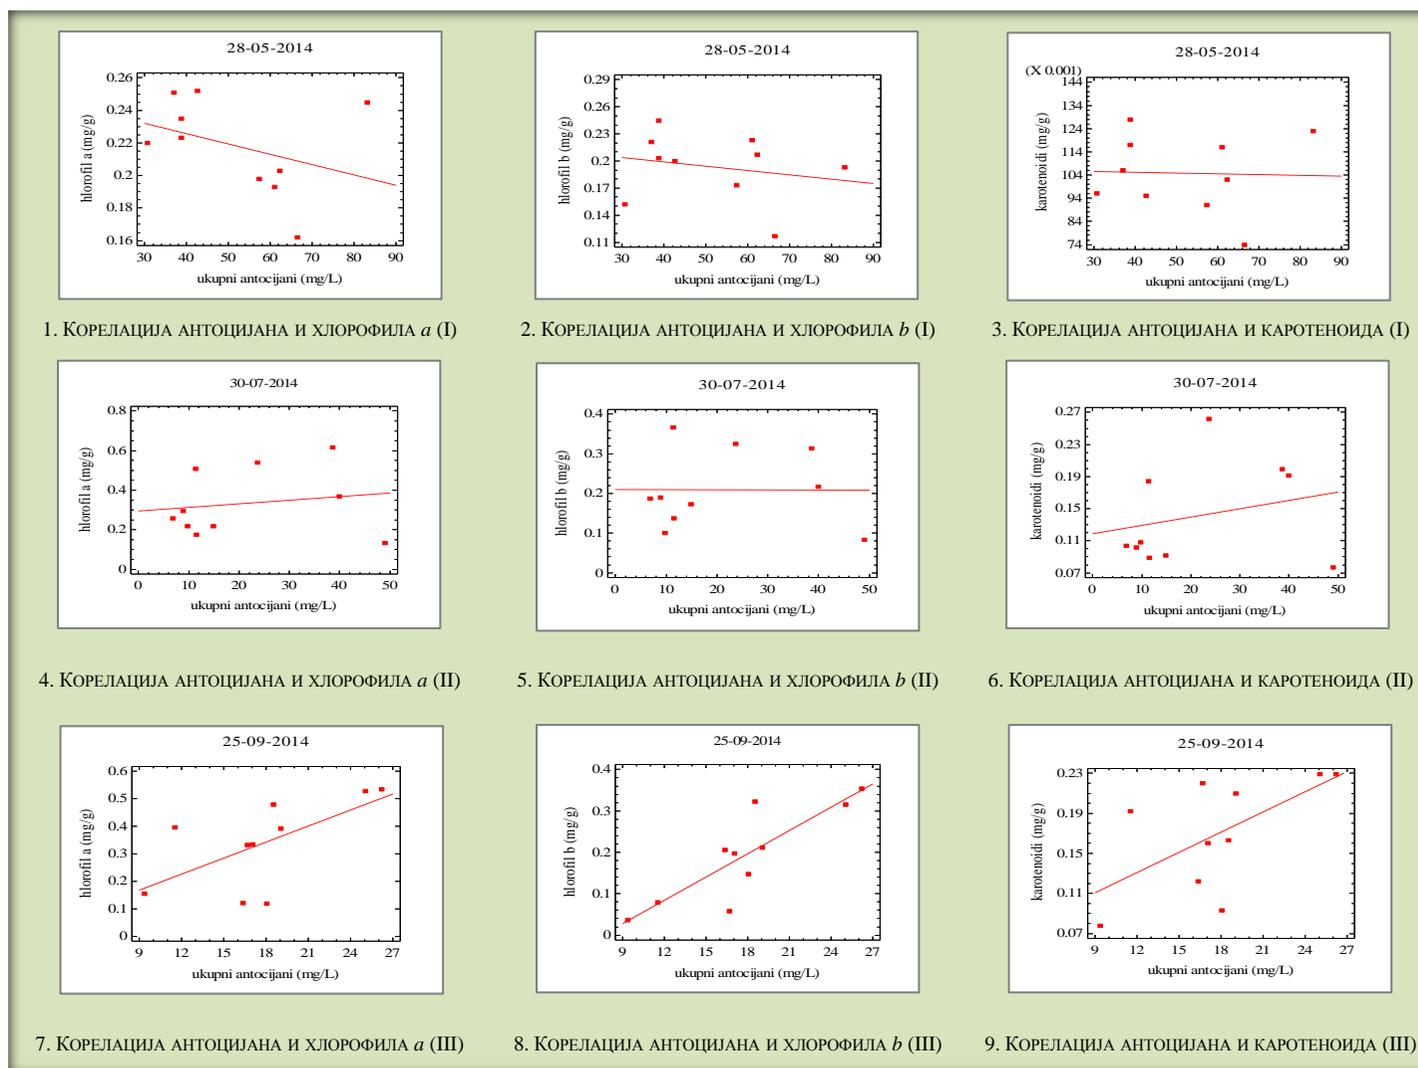 28-05-2014
hlorofil a (mg/g)
0.26
0.24
0.22
0.2
0.18
0.16
30 40 50 60 70 80 90
ukupni antocijani (mg/L)
28-05-2014
hlorofil b (mg/g)
0.29
0.26
0.23
0.2
0.17
0.14
0.11
30 40 50 60 70 80 90
ukupni antocijani (mg/L)
28-05-2014
(X 0.001)
karotenoidi (mg/g)
144
134
124
114
104
94
84
74
30 40 50 60 70 80 90
ukupni antocijani (mg/L)
1. Корелација антоцијана и хлорофила a (I)
2. Корелација антоцијана и хлорофила b (I)
3. Корелација антоцијана и каротеноида (I)
30-07-2014
hlorofil a (mg/g)
0.8
0.6
0.4
0.2
0
0 10 20 30 40 50
ukupni antocijani (mg/L)
30-07-2014
hlorofil b (mg/g)
0.4
0.3
0.2
0.1
0
0 10 20 30 40 50
ukupni antocijani (mg/L)
30-07-2014
karotenoidi (mg/g)
0.27
0.23
0.19
0.15
0.11
0.07
0 10 20 30 40 50
ukupni antocijani (mg/L)
4. Корелација антоцијана и хлорофила a (II)
5. Корелација антоцијана и хлорофила b (II)
6. Корелација антоцијана и каротеноида (II)
25-09-2014
hlorofil a (mg/g)
0.6
0.5
0.4
0.3
0.2
0.1
0
9 12 15 18 21 24 27
ukupni antocijani (mg/L)
25-09-2014
hlorofil b (mg/g)
0.4
0.3
0.2
0.1
0
9 12 15 18 21 24 27
ukupni antocijani (mg/L)
25-09-2014
karotenoidi (mg/g)
0.23
0.19
0.15
0.11
0.07
9 12 15 18 21 24 27
ukupni antocijani (mg/L)
7. Корелација антоцијана и хлорофила a (III)
8. Корелација антоцијана и хлорофила b (III)
9. Корелација антоцијана и каротеноида (III)